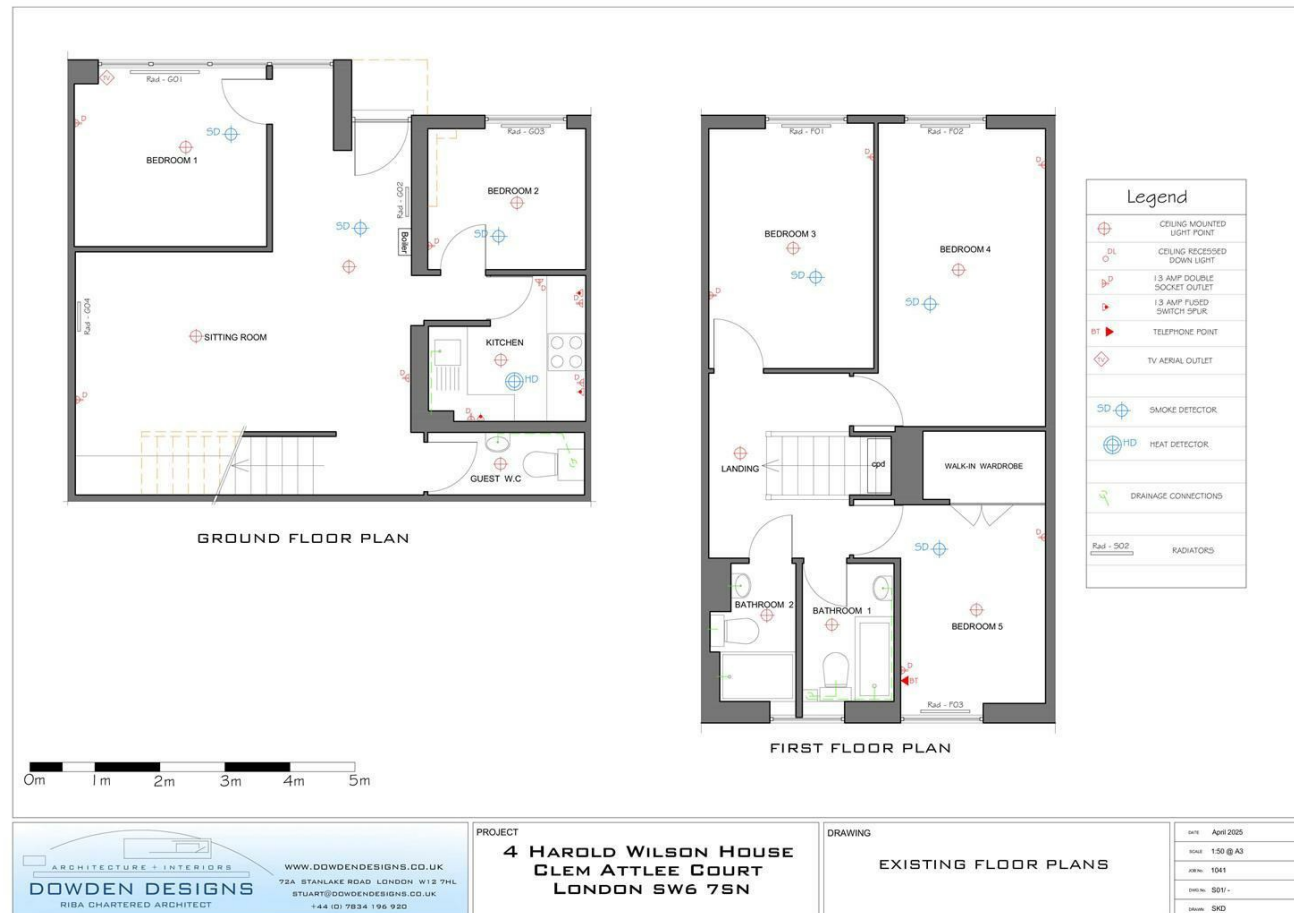 TV
Rad - G01
SD
D
BEDROOM 1
Rad - G03
BEDROOM 2
Rad - G02
SD
SD
D
Boiler
Rad - G04
SITTING ROOM
D
D
D
D
KITCHEN
HD
D
D
D
GUEST W.C
GROUND FLOOR PLAN
Rad - F01
Rad - F02
D
D
BEDROOM 3
BEDROOM 4
SD
SD
D
LANDING
cpd
WALK-IN WARDROBE
SD
D
BATHROOM 2
BATHROOM 1
BEDROOM 5
D
BT
Rad - F03
FIRST FLOOR PLAN
Legend
CEILING MOUNTED
LIGHT POINT
DL
CEILING RECESSED
DOWN LIGHT
D
13 AMP DOUBLE
SOCKET OUTLET
13 AMP FUSED
SWITCH SPUR
BT
TELEPHONE POINT
TV
TV AERIAL OUTLET
SD
SMOKE DETECTOR
HD
HEAT DETECTOR
DRAINAGE CONNECTIONS
Rad - S02
RADIATORS
0m 1m 2m 3m 4m 5m
ARCHITECTURE + INTERIORS
DOWDEN DESIGNS
RIBA CHARTERED ARCHITECT
WWW.DOWDENDESIGNS.CO.UK
72A STANLAKE ROAD LONDON W12 7HL
STUART@DOWDENDESIGNS.CO.UK
+44 (0) 7834 196 920
PROJECT
4 HAROLD WILSON HOUSE
CLEM ATTLEE COURT
LONDON SW6 7SN
DRAWING
EXISTING FLOOR PLANS
DATE April 2025
SCALE 1:50 @ A3
JOB No. 1041
DWG No. S01/ -
DRAWN SKD